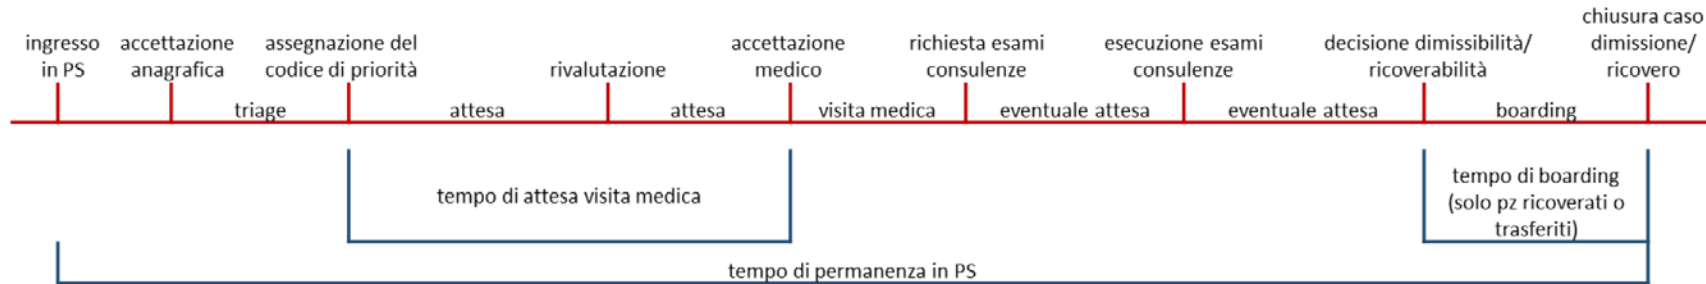 ingresso
in PS
accettazione
anagrafica
assegnazione del
codice di priorità
rivalutazione
accettazione
medico
richiesta esami
consulenze
esecuzione esami
consulenze
decisione dimissibilità/
ricoverabilità
chiusura caso
dimissione/
ricovero
triage
attesa
attesa
visita medica
eventuale attesa
eventuale attesa
boarding
tempo di attesa visita medica
tempo di boarding
(solo pz ricoverati o
trasferiti)
tempo di permanenza in PS